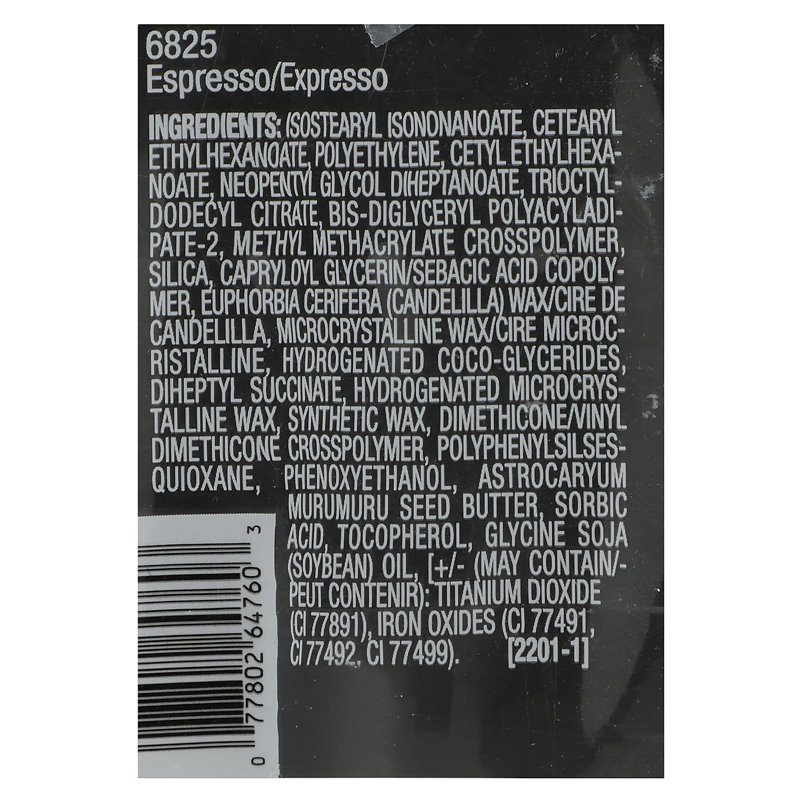 6825
Espresso/Expresso
INGREDIENTS: ISOSTEARYL ISONONANOATE, CETEARYL
ETHYLHEXANOATE, POLYETHYLENE, CETYL ETHYLHEXA-
NOATE, NEOPENTYL GLYCOL DIHEPTANOATE, TRIOCTYL-
DODECYL CITRATE, BIS-DIGLYCERYL POLYACYLADI-
PATE-2, METHYL METHACRYLATE CROSSPOLYMER,
SILICA, CAPRYLOYL GLYCERIN/SEBACIC ACID COPOLY-
MER, EUPHORBIA CERIFERA (CANDELILLA) WAX/CIRE DE
CANDELILLA, MICROCRYSTALLINE WAX/CIRE MICROC-
RISTALLINE, HYDROGENATED COCO-GLYCERIDES,
DIHEPTYL SUCCINATE, HYDROGENATED MICROCRYS-
TALLINE WAX, SYNTHETIC WAX, DIMETHICONE/VINYL
DIMETHICONE CROSSPOLYMER, POLYPHENYLSILSES-
QUIOXANE, PHENOXYETHANOL, ASTROCARYUM
MURUMURU SEED BUTTER, SORBIC
ACID, TOCOPHEROL, GLYCINE SOJA
(SOYBEAN) OIL, [+/- (MAY CONTAIN/-
PEUT CONTENIR): TITANIUM DIOXIDE
(CI 77891), IRON OXIDES (CI 77491,
CI 77492, CI 77499). [2201-1]
0 77802 64760 3